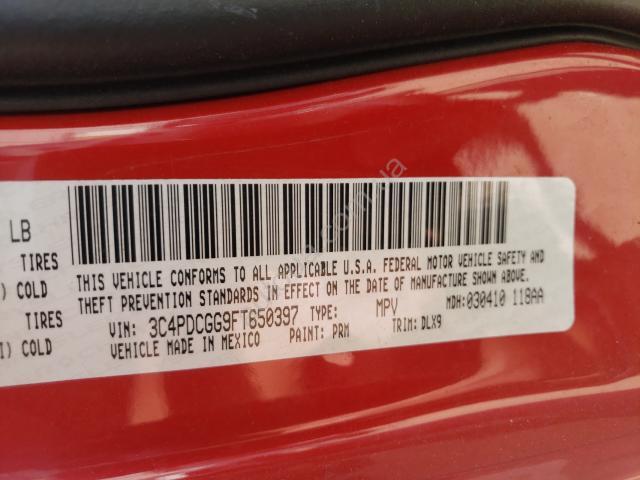 LB
TIRES
) COLD
TIRES
I) COLD
THIS VEHICLE CONFORMS TO ALL APPLICABLE U.S.A. FEDERAL MOTOR VEHICLE SAFETY AND
THEFT PREVENTION STANDARDS IN EFFECT ON THE DATE OF MANUFACTURE SHOWN ABOVE.
VIN: 3C4PDCGG9FT650397 TYPE: MPV MDH:030410 118AA
VEHICLE MADE IN MEXICO PAINT: PRM TRIM: DLX9